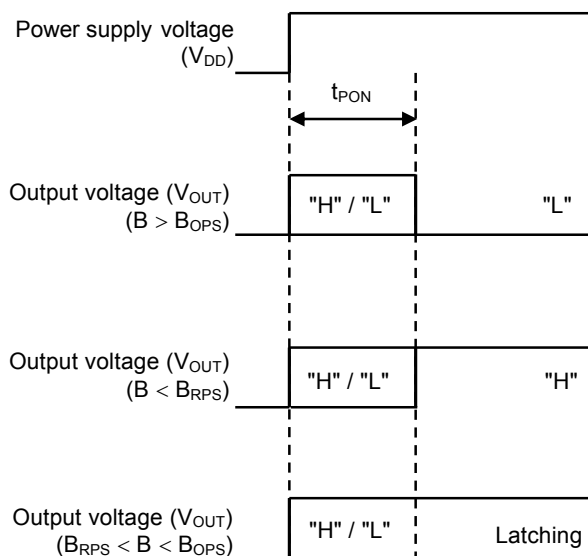 Power supply voltage
(VDD)
tPON
Output voltage (VOUT)
(B > BOPS)
"H" / "L"
"L"
Output voltage (VOUT)
(B < BRPS)
"H" / "L"
"H"
Output voltage (VOUT)
(BRPS < B < BOPS)
"H" / "L"
Latching